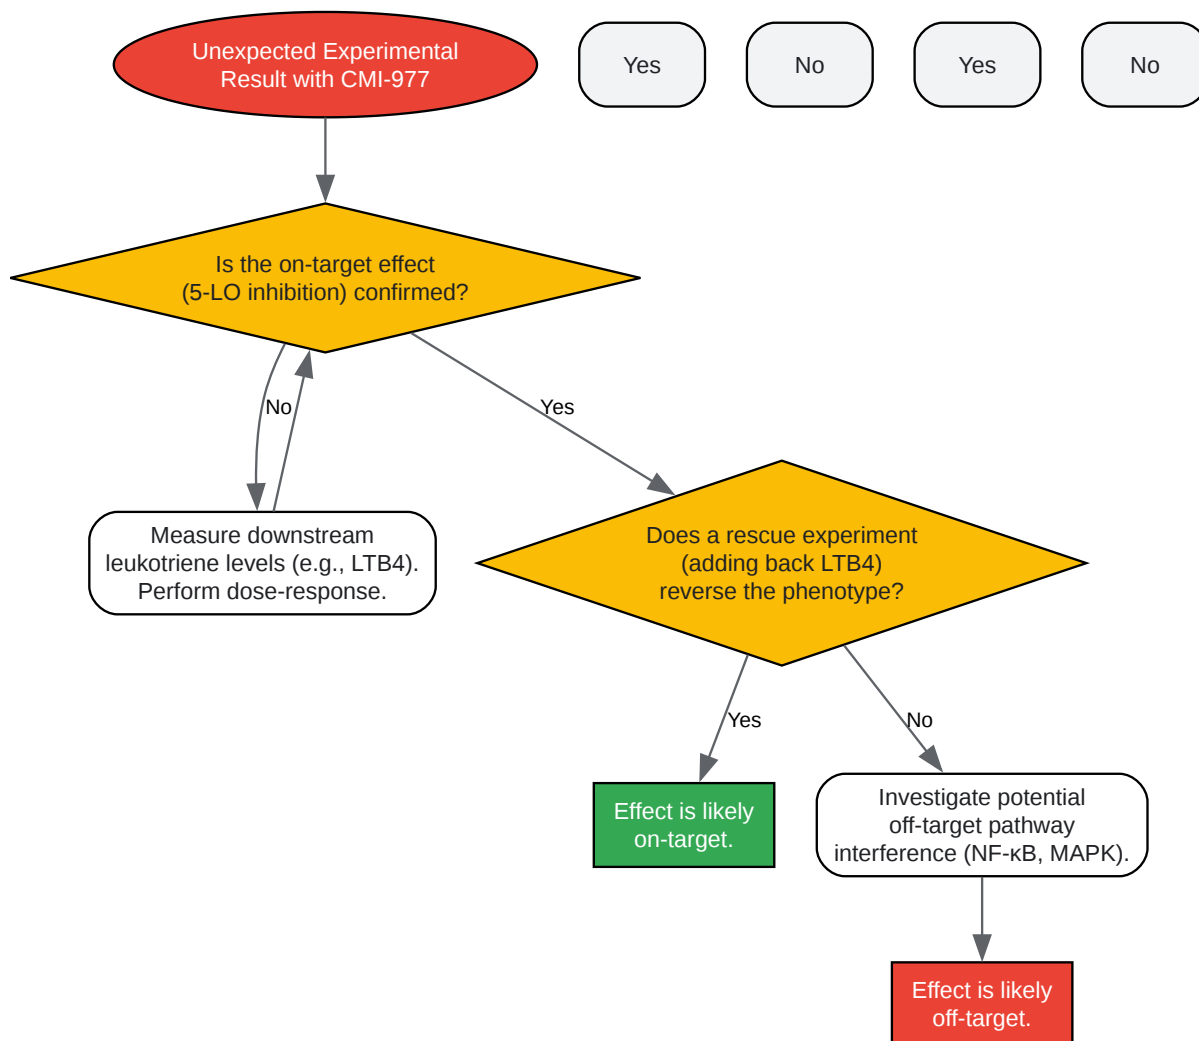 Unexpected Experimental
Result with CMI-977
Yes
No
Yes
No
Is the on-target effect
(5-LO inhibition) confirmed?
No
Yes
Measure downstream
leukotriene levels (e.g., LTB4).
Perform dose-response.
Does a rescue experiment
(adding back LTB4)
reverse the phenotype?
Yes
No
Effect is likely
on-target.
Investigate potential
off-target pathway
interference (NF-κB, MAPK).
Effect is likely
off-target.